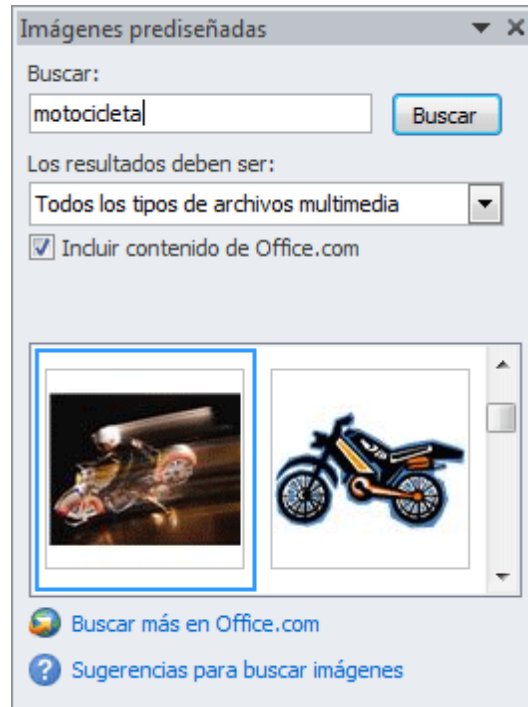 Imágenes prediseñadas
Buscar:
motocicleta
Buscar
Los resultados deben ser:
Todos los tipos de archivos multimedia
Incluir contenido de Office.com
Buscar más en Office.com
Sugerencias para buscar imágenes